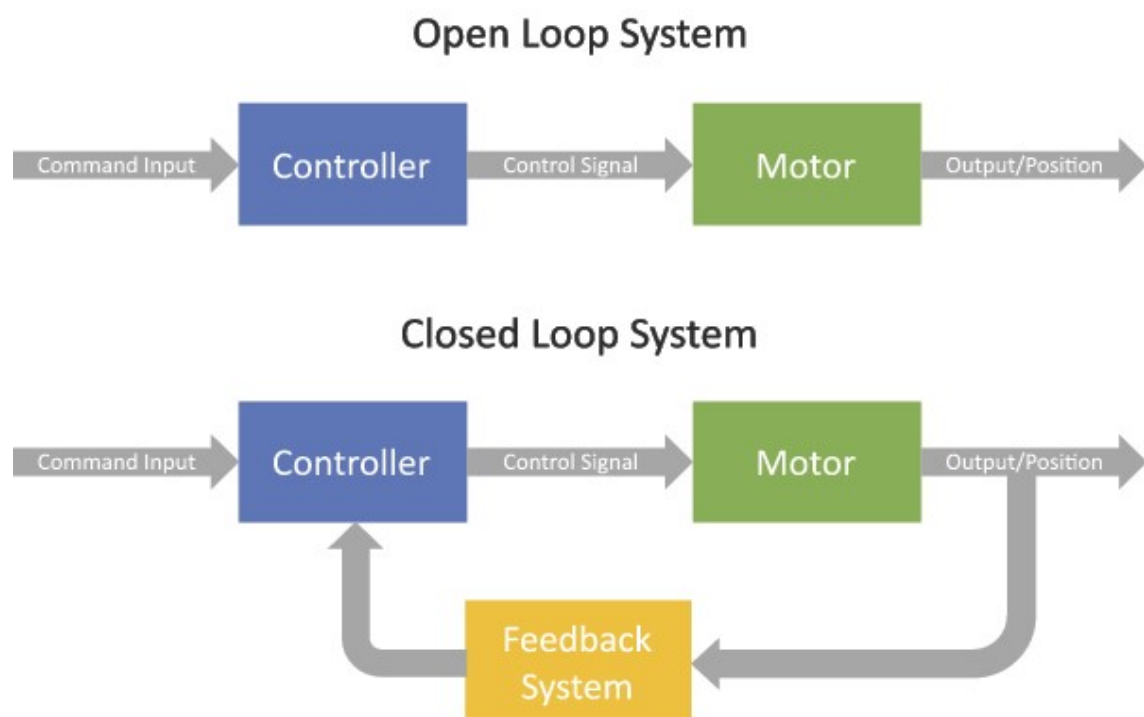 Open Loop System
Command Input
Controller
Control Signal
Motor
Output/Position
Closed Loop System
Command Input
Controller
Control Signal
Motor
Output/Position
Feedback
System